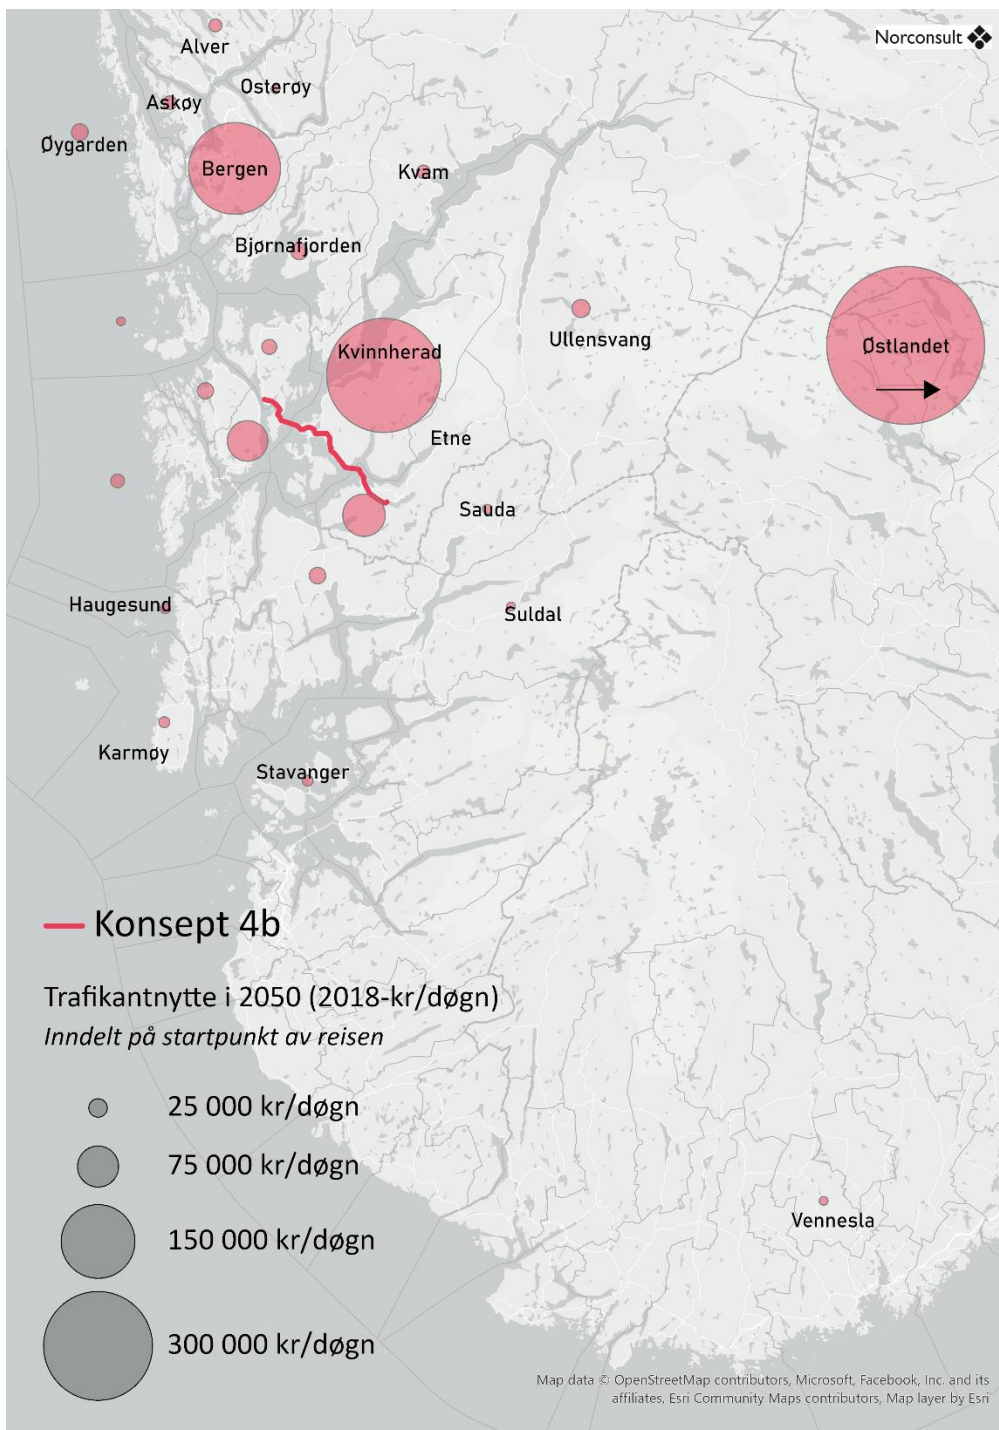 Norconsult
Alver
Osterøy
Askøy
Øygarden
Bergen
Kvam
Bjørnafjorden
Ullensvang
Østlandet
Kvinnherad
Etne
Sauda
Haugesund
Suldal
Karmøy
Stavanger
Konsept 4b
Trafikantnytte i 2050 (2018-kr/døgn)
Inndelt på startpunkt av reisen
25 000 kr/døgn
75 000 kr/døgn
150 000 kr/døgn
300 000 kr/døgn
Vennesla
Map data © OpenStreetMap contributors, Microsoft, Facebook, Inc. and its
affiliates, Esri Community Maps contributors, Map layer by Esri